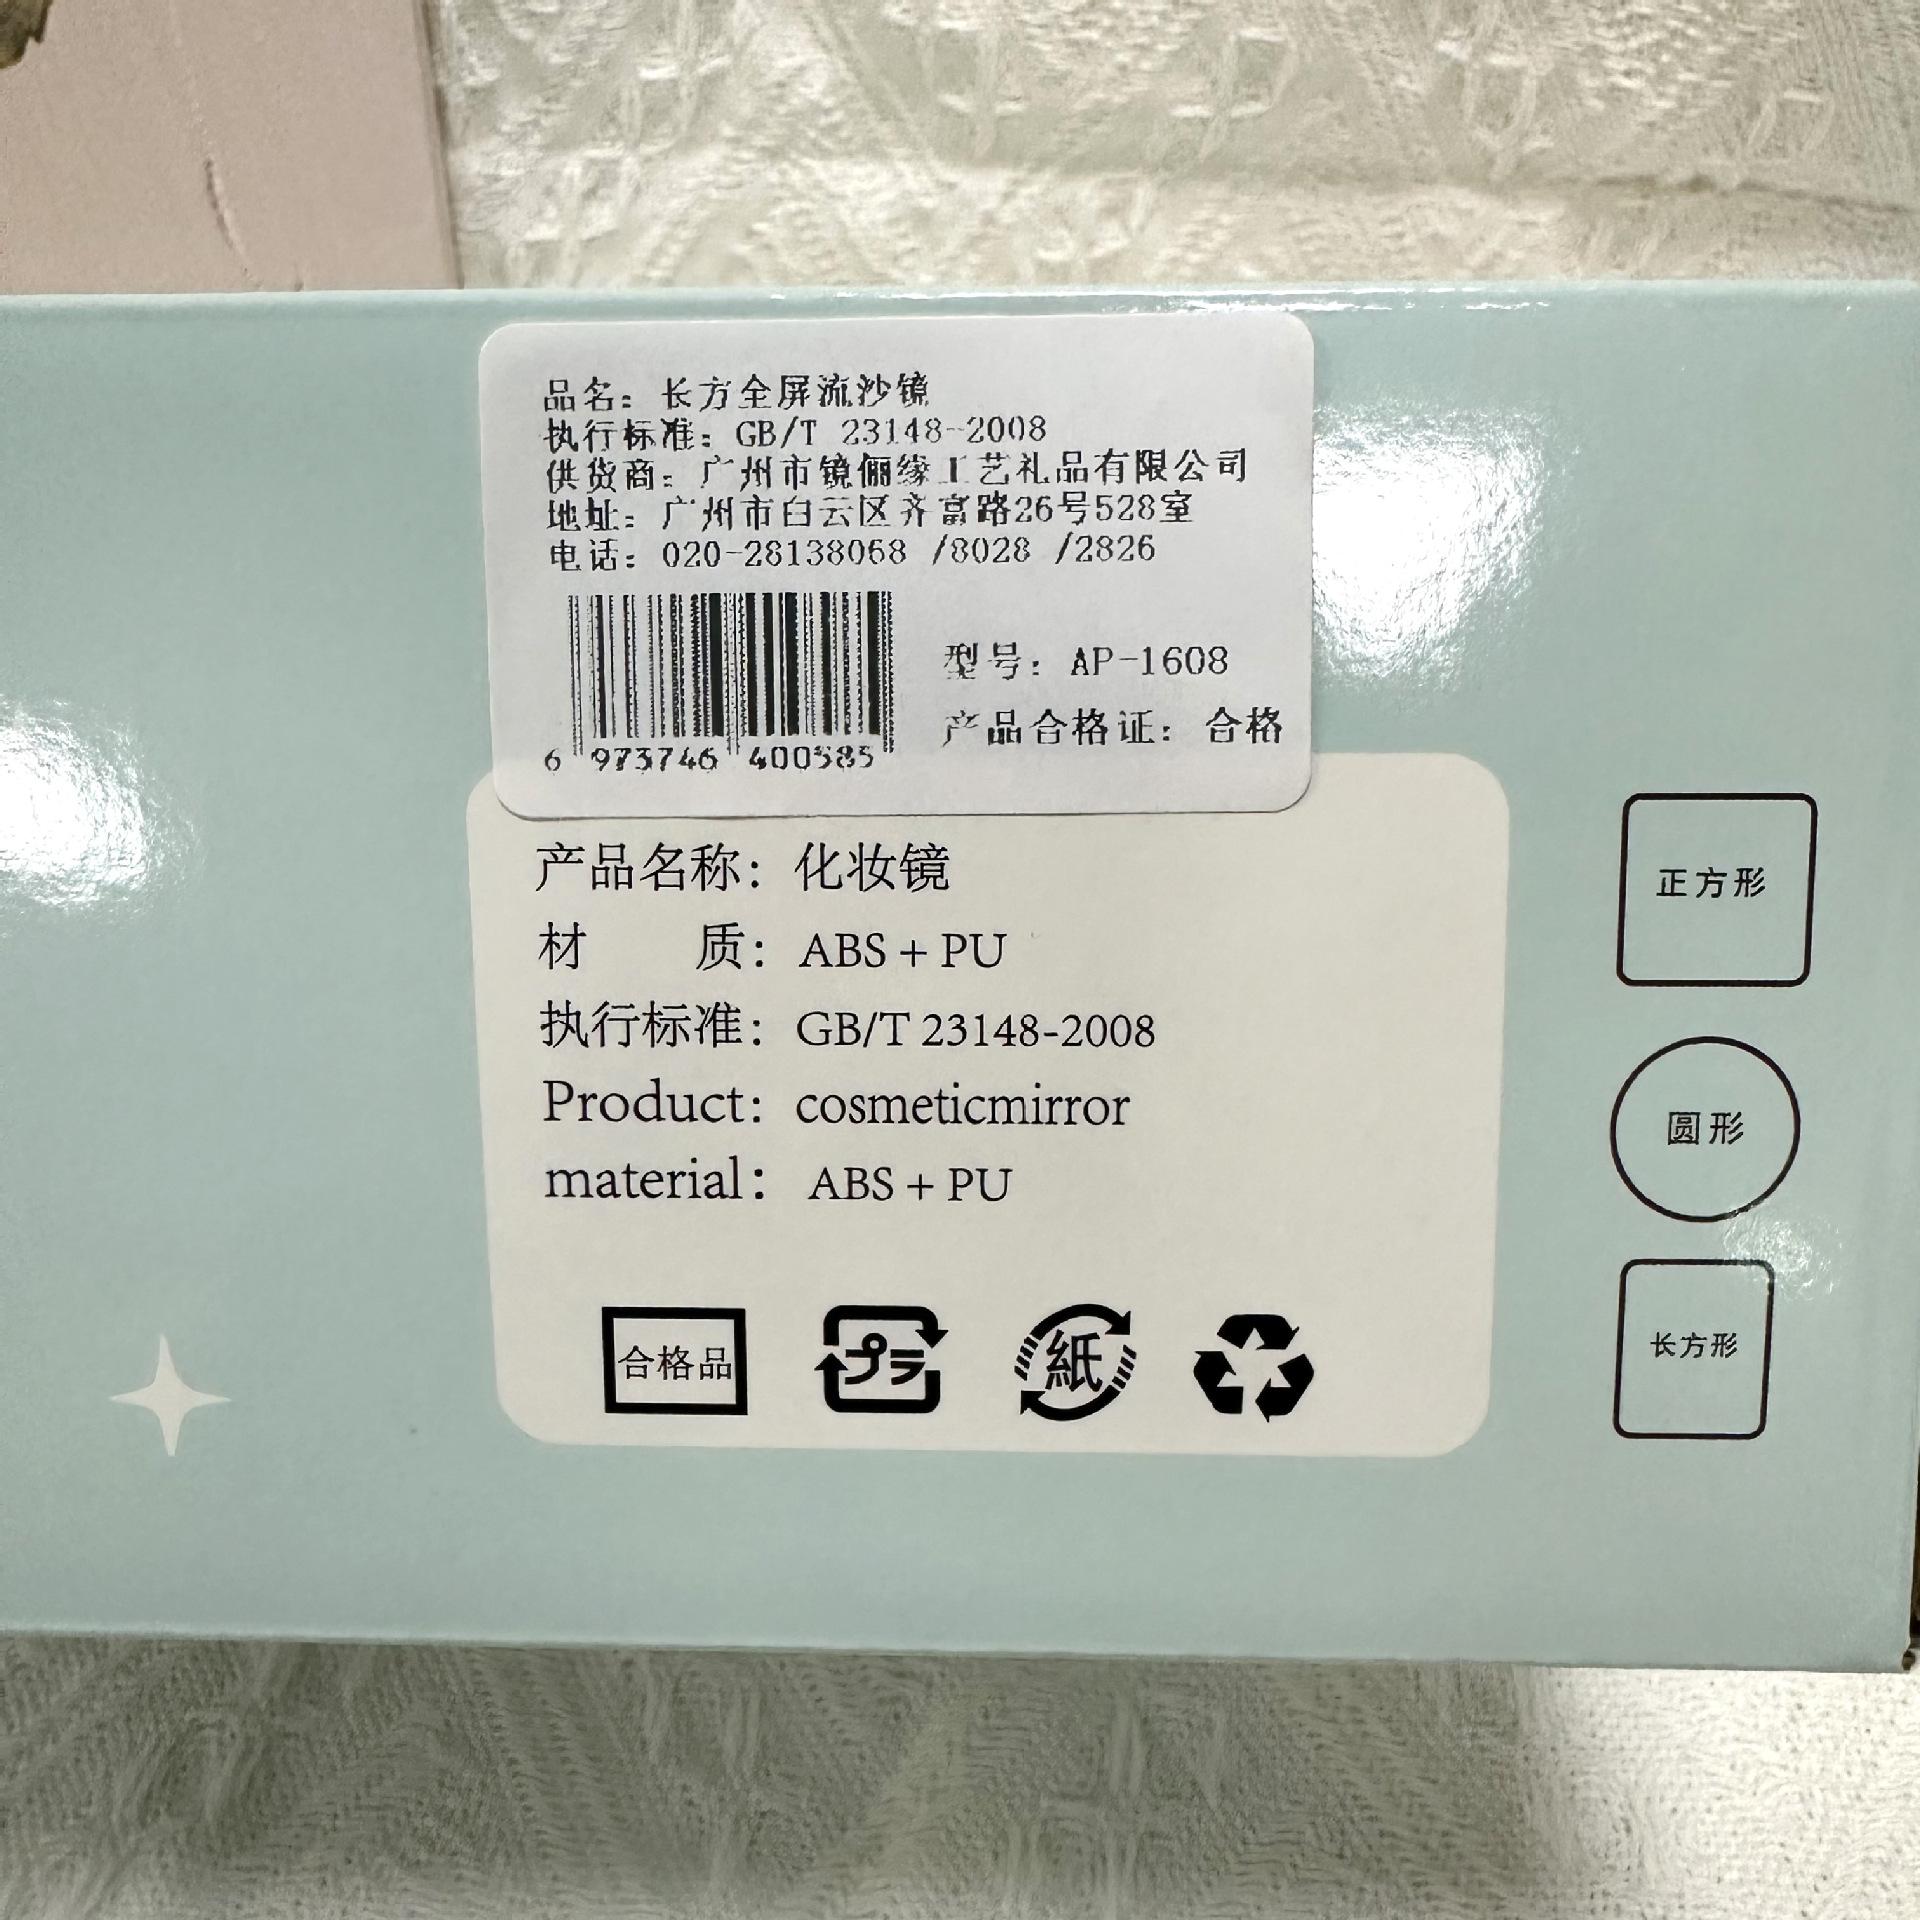 品名：长方全屏流沙镜
执行标准：GB/T 23148-2008
供货商：广州市镜俪缘工艺礼品有限公司
地址：广州市白云区齐富路26号528室
电话：020-28138068 /8028 /2826
型号：AP-1608
产品合格证：合格
6 973746 400585
产品名称：化妆镜
材 质：ABS + PU
执行标准：GB/T 23148-2008
Product：cosmeticmirror
material：ABS + PU
合格品
プラ
紙
正方形
圆形
长方形